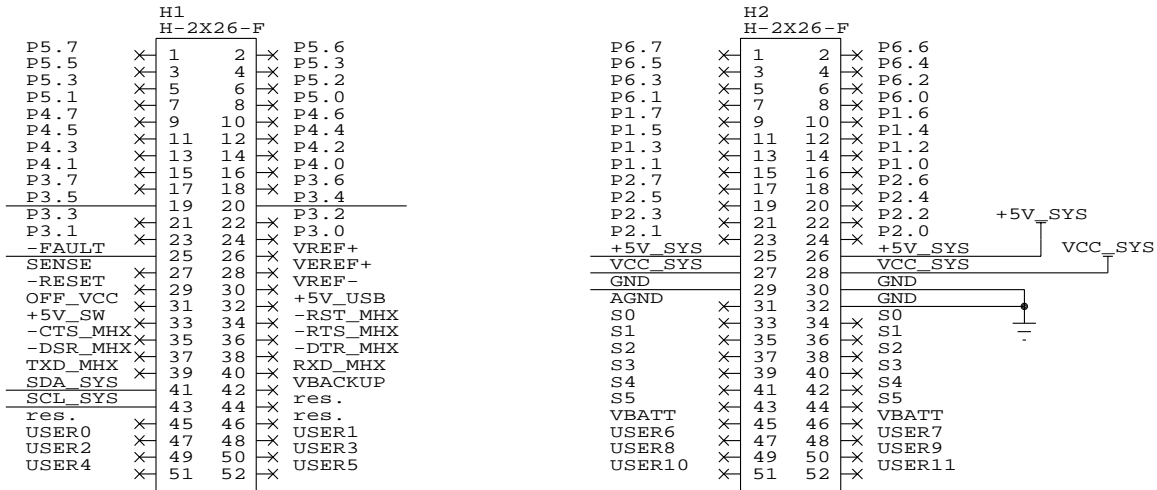 H1
H-2X26-F
P5.7 1 2 P5.6
P5.5 3 4 P5.3
P5.3 5 6 P5.2
P5.1 7 8 P5.0
P4.7 9 10 P4.6
P4.5 11 12 P4.4
P4.3 13 14 P4.2
P4.1 15 16 P4.0
P3.7 17 18 P3.6
P3.5 19 20 P3.4
P3.3 21 22 P3.2
P3.1 23 24 P3.0
-FAULT 25 26 VREF+
SENSE 27 28 VEREF+
-RESET 29 30 VREF-
OFF_VCC 31 32 +5V_USB
+5V_SW 33 34 -RST_MHX
-CTS_MHX 35 36 -RTS_MHX
-DSR_MHX 37 38 -DTR_MHX
TXD_MHX 39 40 RXD_MHX
SDA_SYS 41 42 VBACKUP
SCL_SYS 43 44 res.
res. 45 46 res.
USER0 47 48 USER1
USER2 49 50 USER3
USER4 51 52 USER5
H2
H-2X26-F
P6.7 1 2 P6.6
P6.5 3 4 P6.4
P6.3 5 6 P6.2
P6.1 7 8 P6.0
P1.7 9 10 P1.6
P1.5 11 12 P1.4
P1.3 13 14 P1.2
P1.1 15 16 P1.0
P2.7 17 18 P2.6
P2.5 19 20 P2.4
P2.3 21 22 P2.2
P2.1 23 24 P2.0
+5V_SYS 25 26 +5V_SYS
VCC_SYS 27 28 VCC_SYS
GND 29 30 GND
AGND 31 32 GND
S0 33 34 S0
S1 35 36 S1
S2 37 38 S2
S3 39 40 S3
S4 41 42 S4
S5 43 44 S5
VBATT 45 46 VBATT
USER6 47 48 USER7
USER8 49 50 USER9
USER10 51 52 USER11
+5V_SYS
VCC_SYS